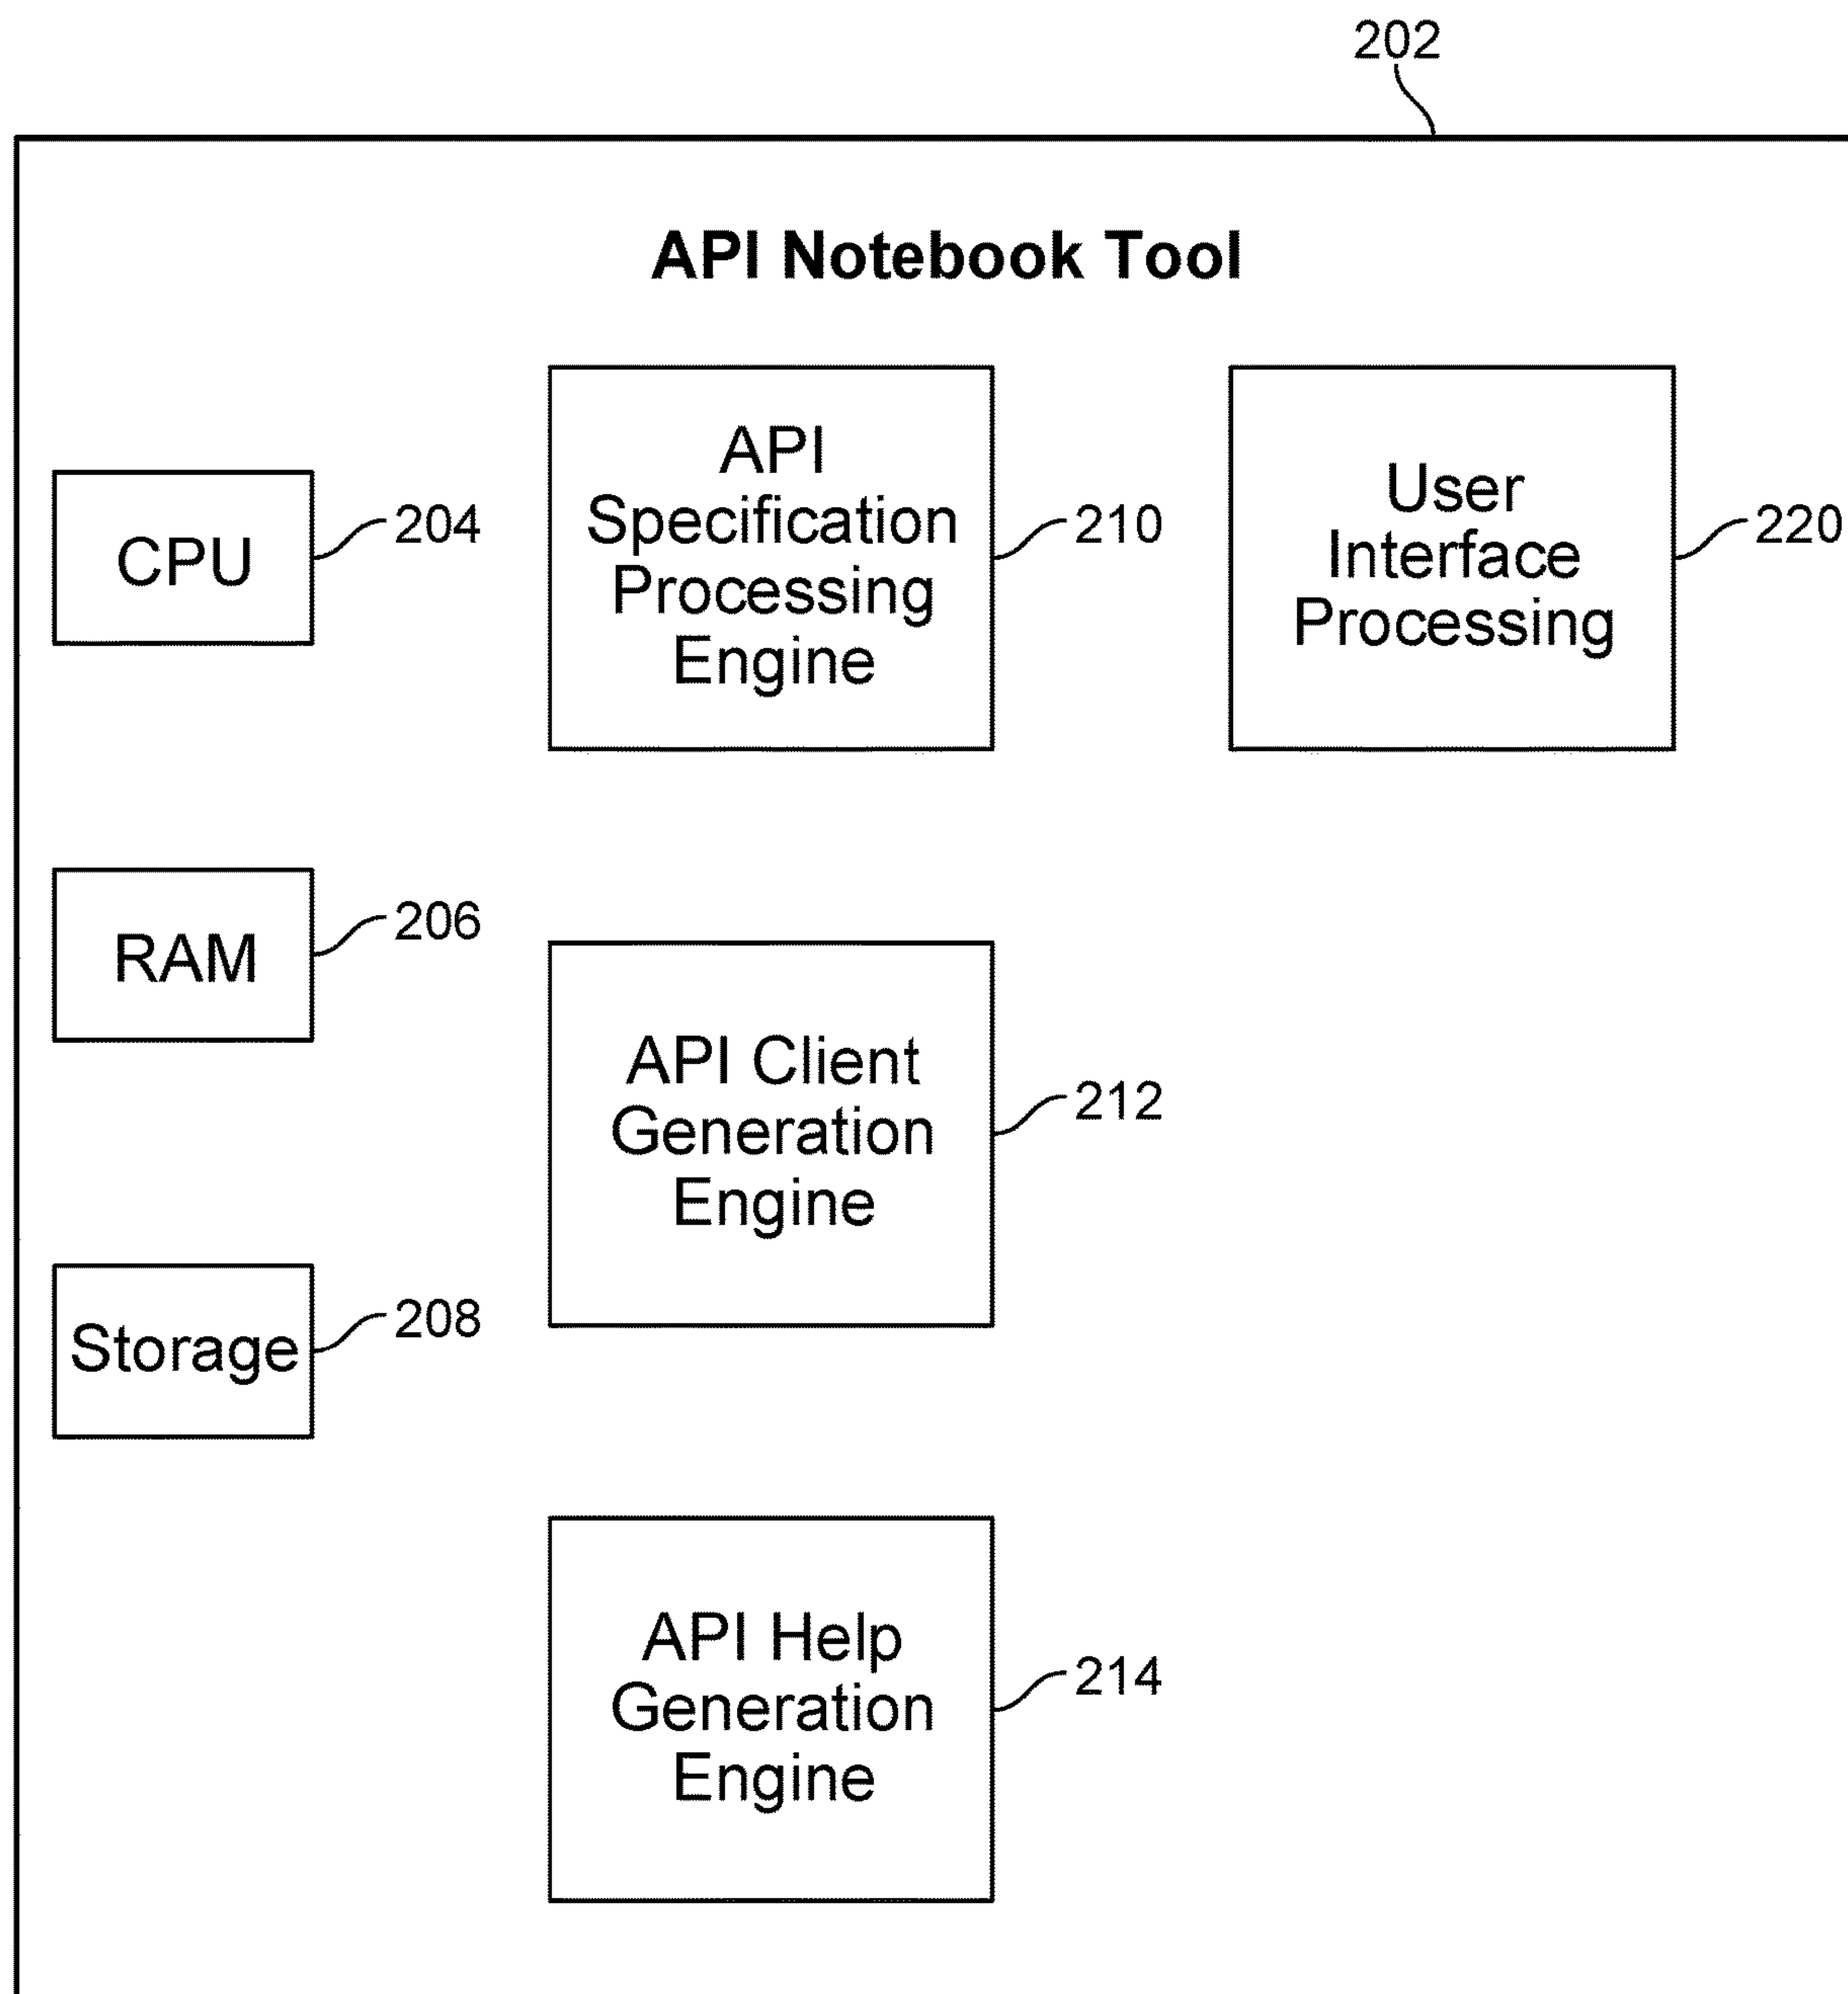 202
API Notebook Tool
CPU
204
API
Specification
Processing
Engine
210
User
Interface
Processing
220
RAM
206
API Client
Generation
Engine
212
Storage
208
API Help
Generation
Engine
214